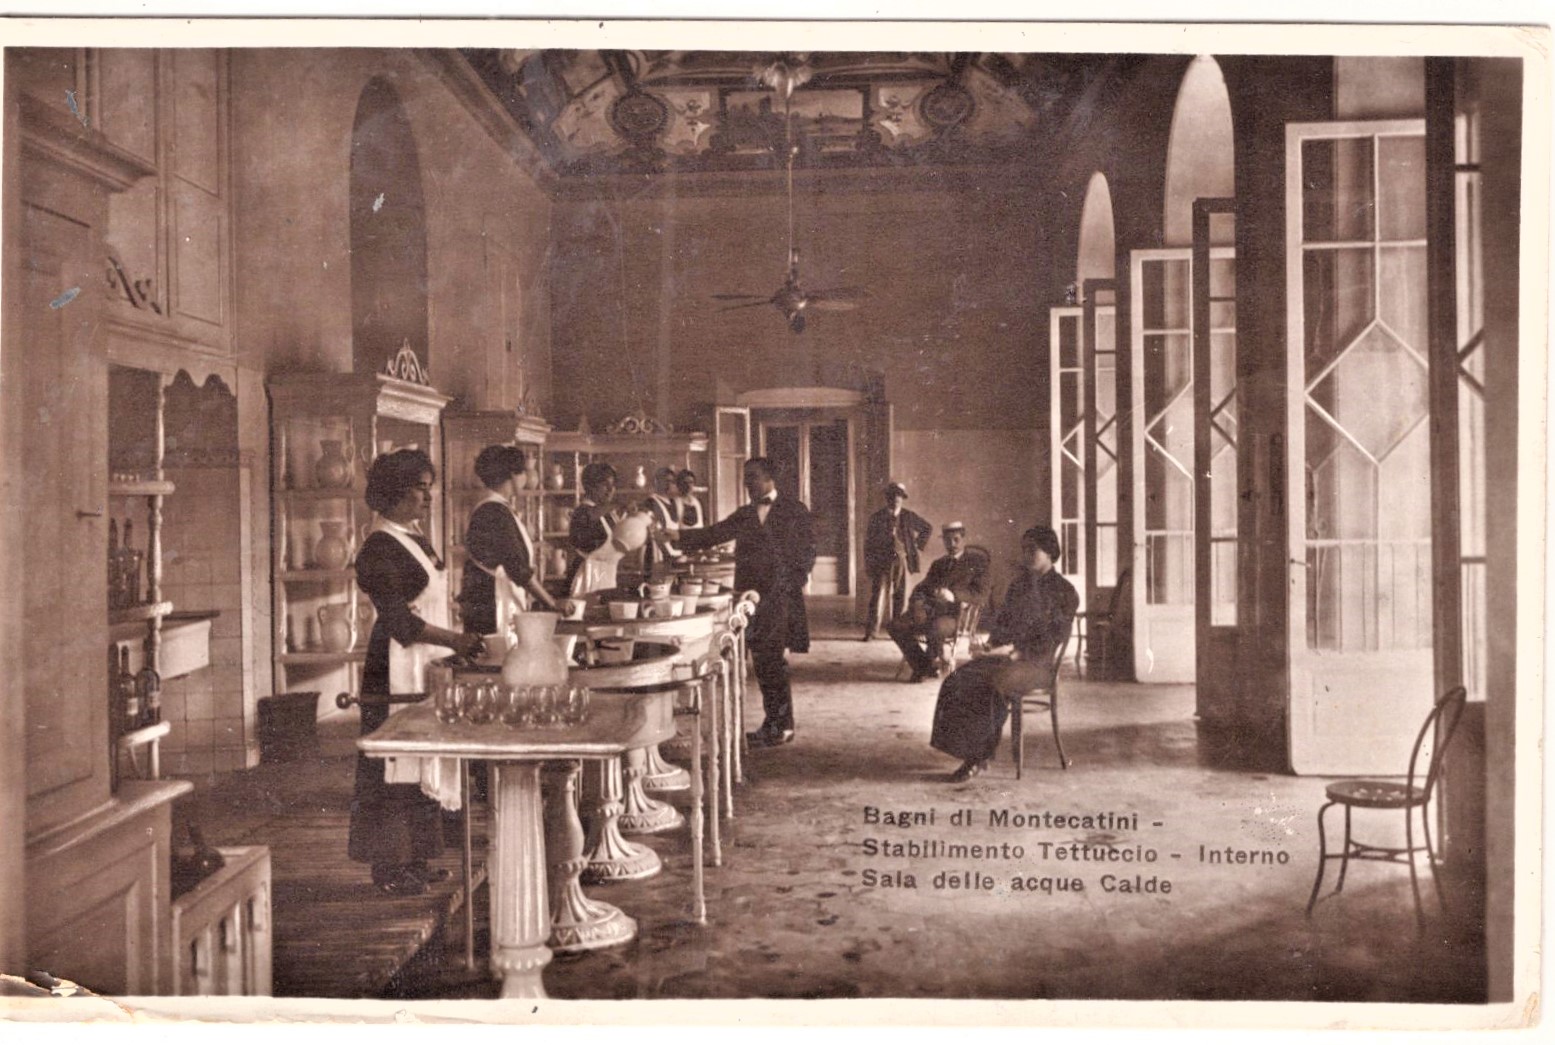 Bagni di Montecatini -
Stabilimento Tettuccio - Interno
Sala delle acque Calde